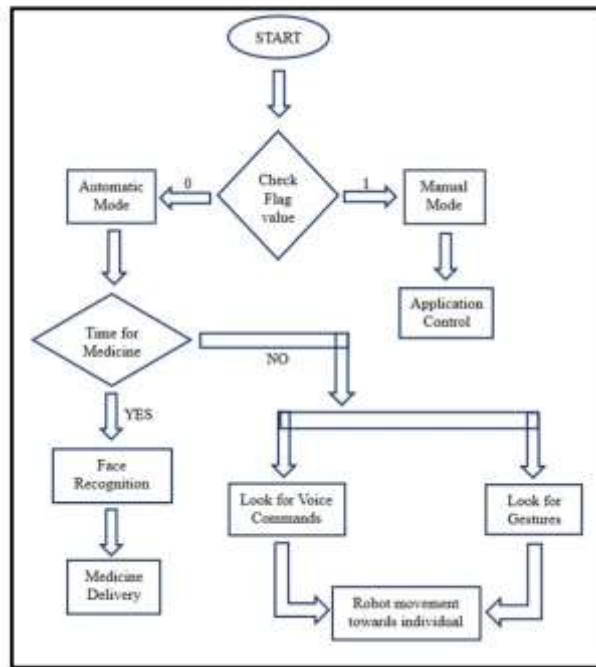 START
Check
Flag
value
0
1
Automatic
Mode
Manual
Mode
Application
Control
Time for
Medicine
NO
YES
Face
Recognition
Look for Voice
Commands
Look for
Gestures
Medicine
Delivery
Robot movement
towards individual